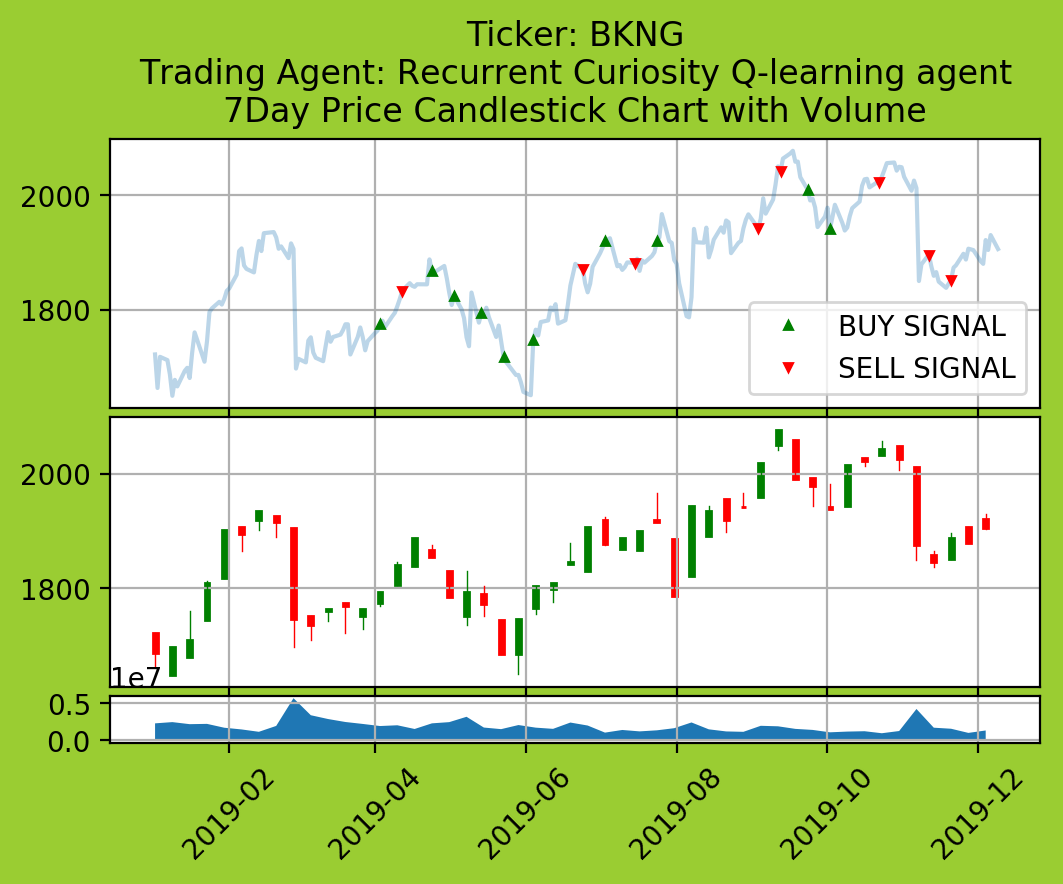 Ticker: BKNG
Trading Agent: Recurrent Curiosity Q-learning agent
7Day Price Candlestick Chart with Volume
2000
1800
BUY SIGNAL
SELL SIGNAL
2000
1800
1e7
0.5
0.0
2019-02
2019-04
2019-06
2019-08
2019-10
2019-12